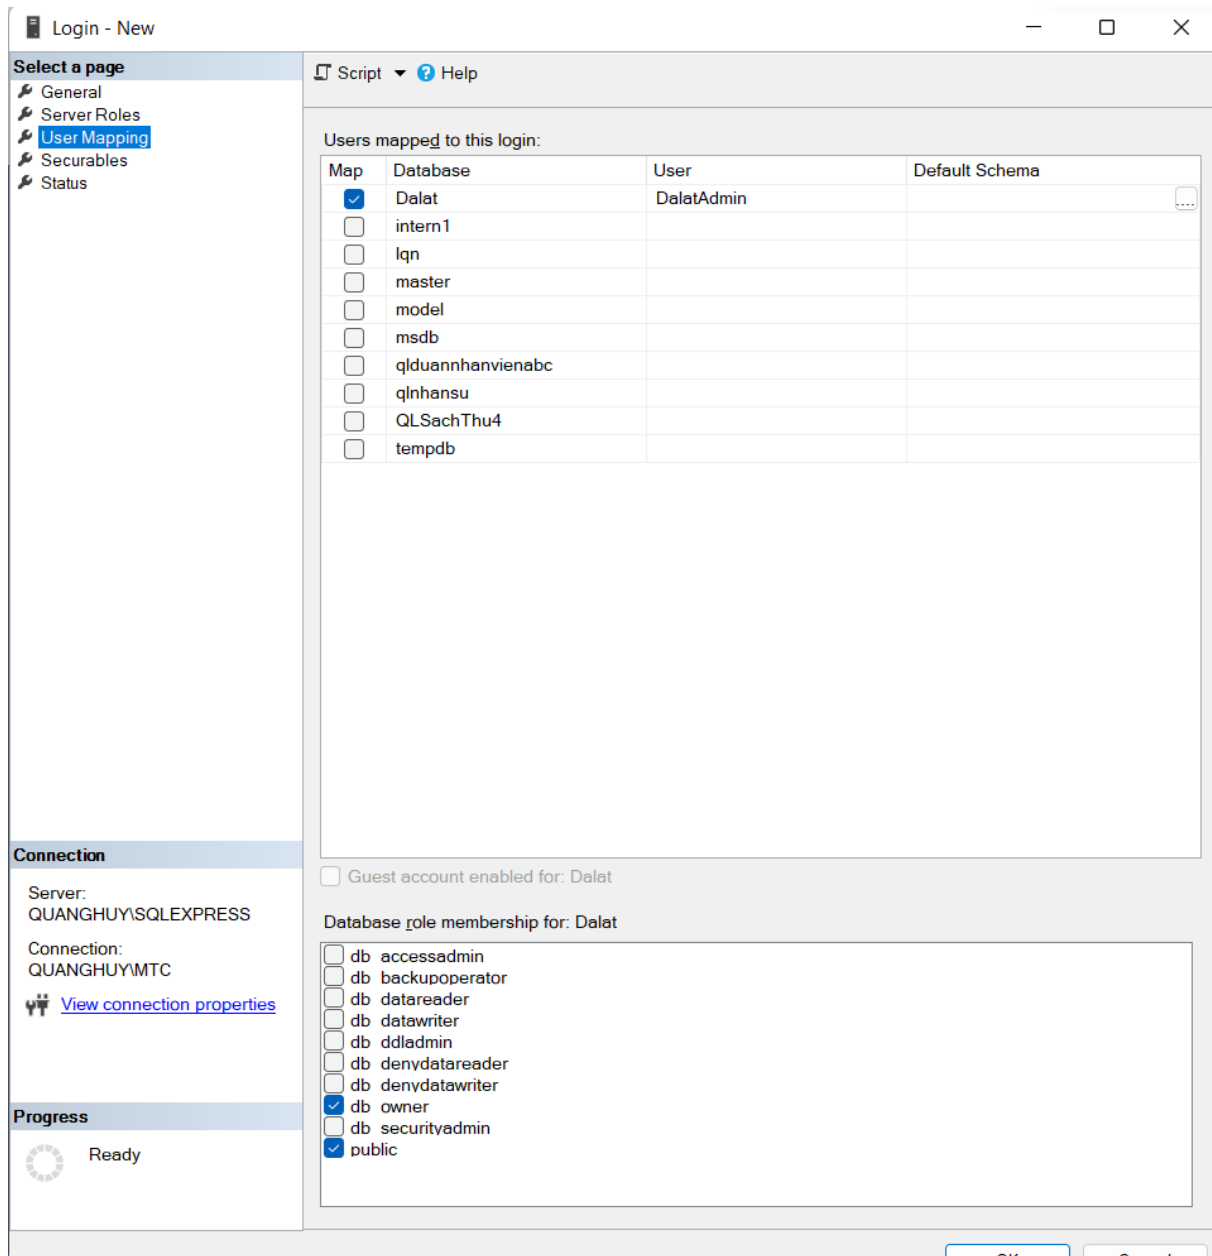 Login - New
Select a page
General
Server Roles
User Mapping
Securables
Status
Script Help
Users mapped to this login:
Map Database User Default Schema
Dalat DalatAdmin ....
intern1
lqn
master
model
msdb
qlduannhanvienabc
qlnhansu
QLSachThu4
tempdb
Guest account enabled for: Dalat
Database role membership for: Dalat
db_accessadmin
db_backupoperator
db_datareader
db_datawriter
db_ddladmin
db_denydatareader
db_denydatawriter
db_owner
db_securityadmin
public
Connection
Server:
QUANGHUY\SQLEXPRESS
Connection:
QUANGHUY\MTC
View connection properties
Progress
Ready